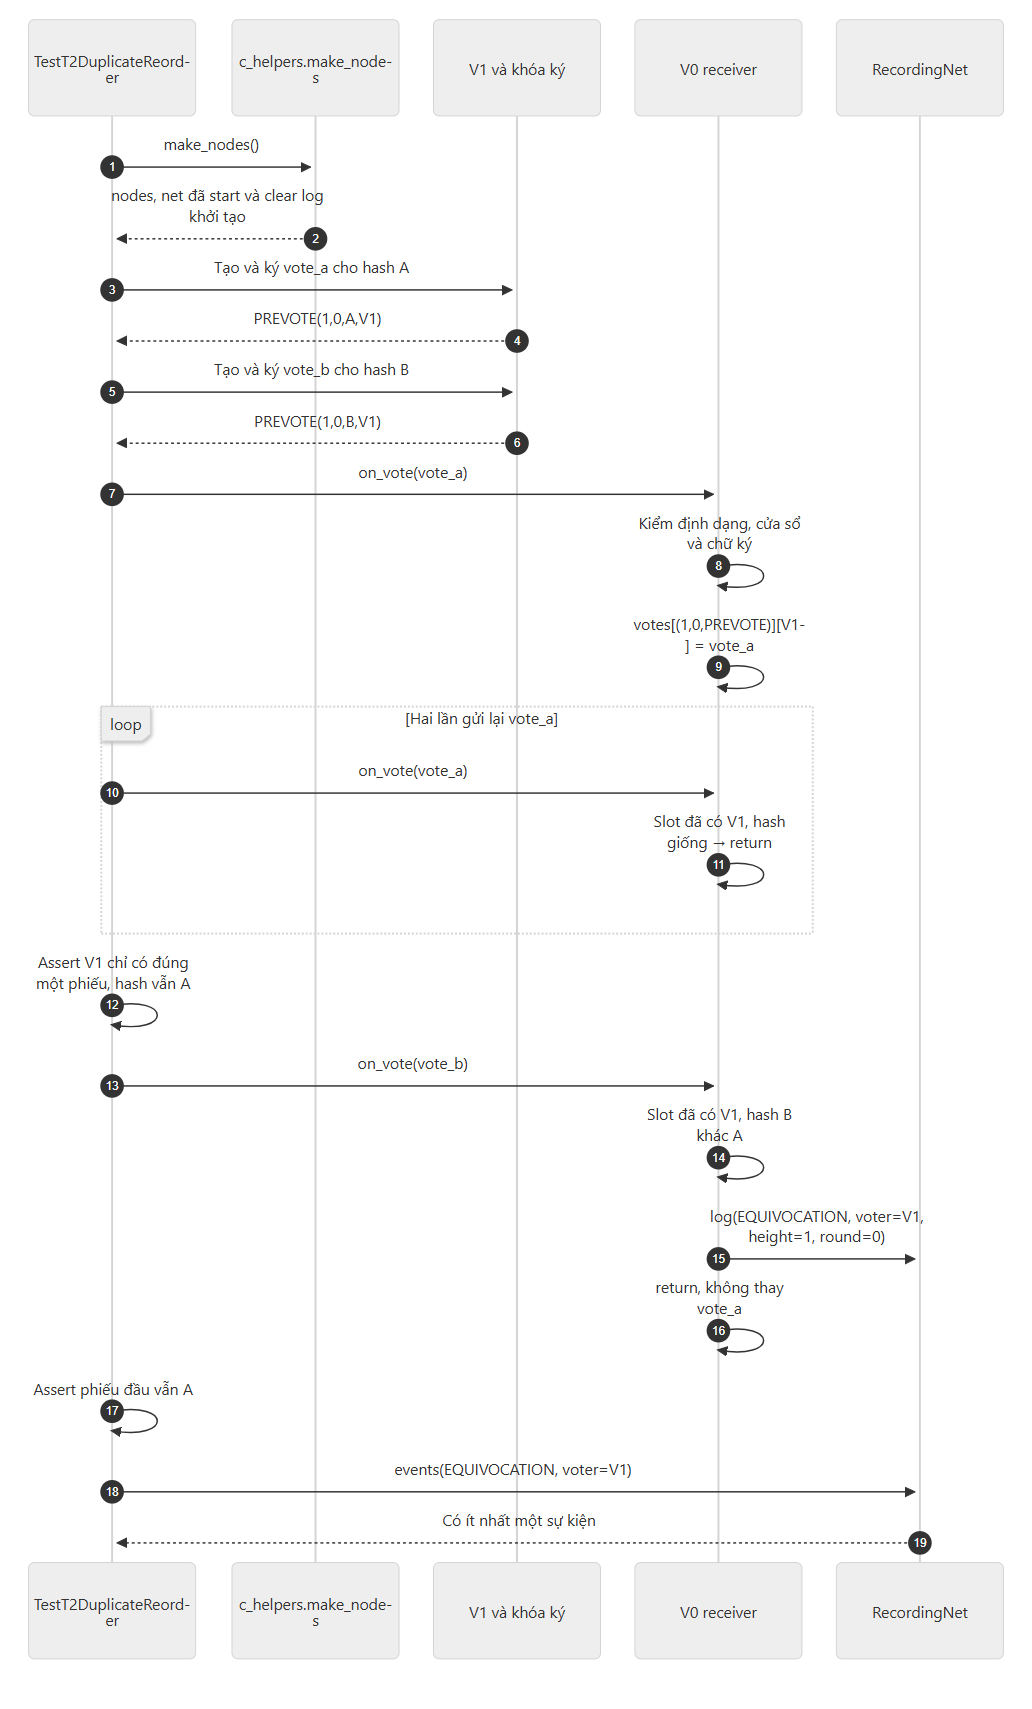 TestT2DuplicateReord-
er
c_helpers.make_node-
s
V1 và khóa ký
V0 receiver
RecordingNet
make_nodes()
1
nodes, net đã start và clear log
khởi tạo
2
Tạo và ký vote_a cho hash A
3
PREVOTE(1,0,A,V1)
4
Tạo và ký vote_b cho hash B
5
PREVOTE(1,0,B,V1)
6
on_vote(vote_a)
7
Kiểm định dạng, cửa sổ
và chữ ký
8
votes[(1,0,PREVOTE)][V1-
] = vote_a
9
loop
[Hai lần gửi lại vote_a]
on_vote(vote_a)
10
Slot đã có V1, hash
giống → return
11
Assert V1 chỉ có đúng
một phiếu, hash vẫn A
12
on_vote(vote_b)
13
Slot đã có V1, hash B
khác A
14
log(EQUIVOCATION, voter=V1,
height=1, round=0)
15
return, không thay
vote_a
16
Assert phiếu đầu vẫn A
17
events(EQUIVOCATION, voter=V1)
18
Có ít nhất một sự kiện
19
TestT2DuplicateReord-
er
c_helpers.make_node-
s
V1 và khóa ký
V0 receiver
RecordingNet